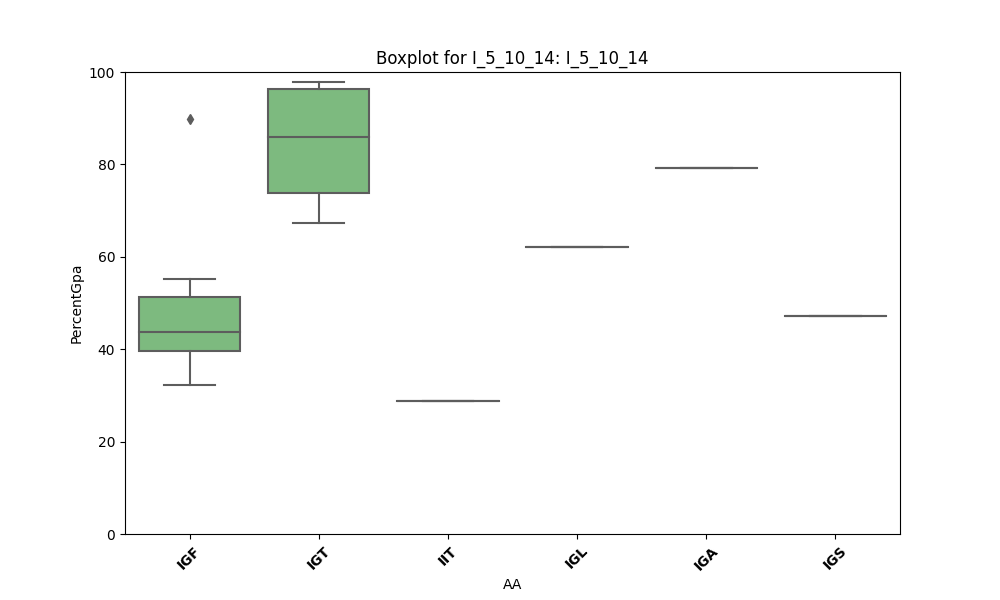 Boxplot for I_5_10_14: I_5_10_14
100
80
60
40
20
0
PercentGpa
IGF
IGT
IIT
IGL
IGA
IGS
AA